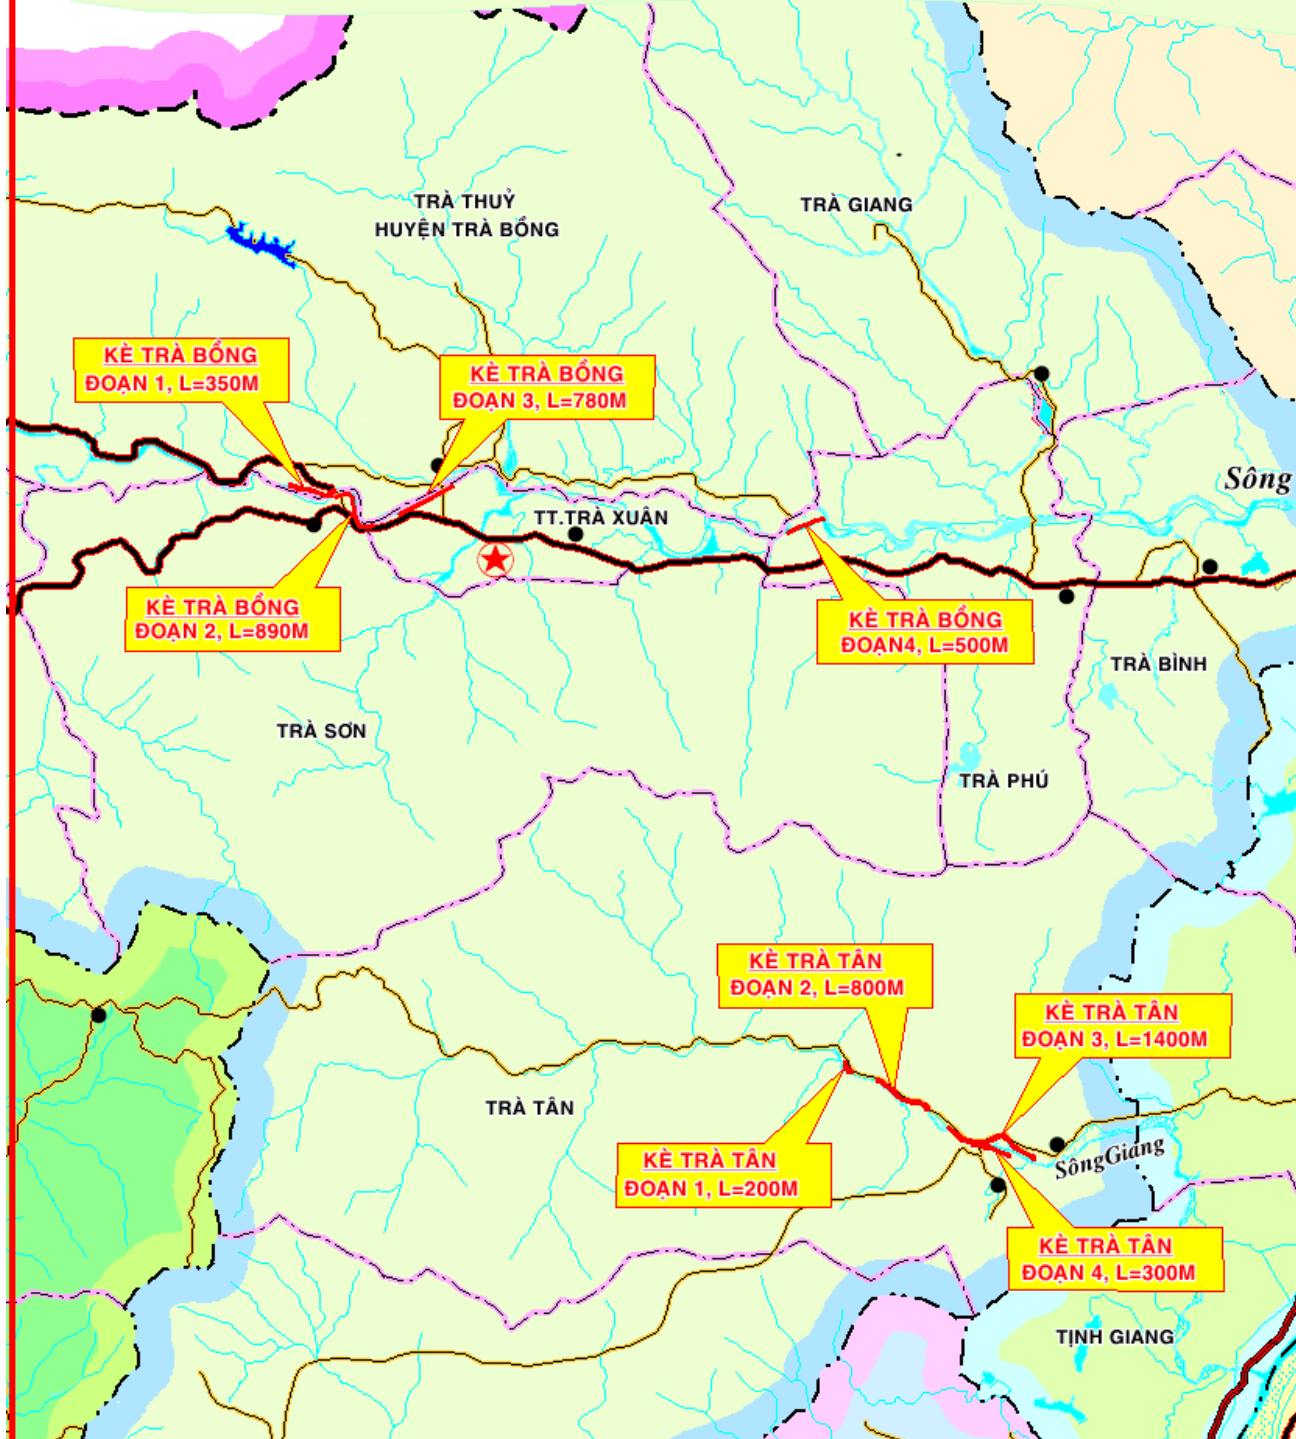 TRÀ THUỶ
HUYỆN TRÀ BỒNG
TRÀ GIANG
KÈ TRÀ BỒNG
ĐOẠN 1, L=350M
KÈ TRÀ BỒNG
ĐOẠN 3, L=780M
Sông
TT.TRÀ XUÂN
KÈ TRÀ BỒNG
ĐOẠN 2, L=890M
KÈ TRÀ BỒNG
ĐOẠN4, L=500M
TRÀ BÌNH
TRÀ SƠN
TRÀ PHÚ
KÈ TRÀ TÂN
ĐOẠN 2, L=800M
KÈ TRÀ TÂN
ĐOẠN 3, L=1400M
TRÀ TÂN
SôngGiang
KÈ TRÀ TÂN
ĐOẠN 1, L=200M
KÈ TRÀ TÂN
ĐOẠN 4, L=300M
TỊNH GIANG